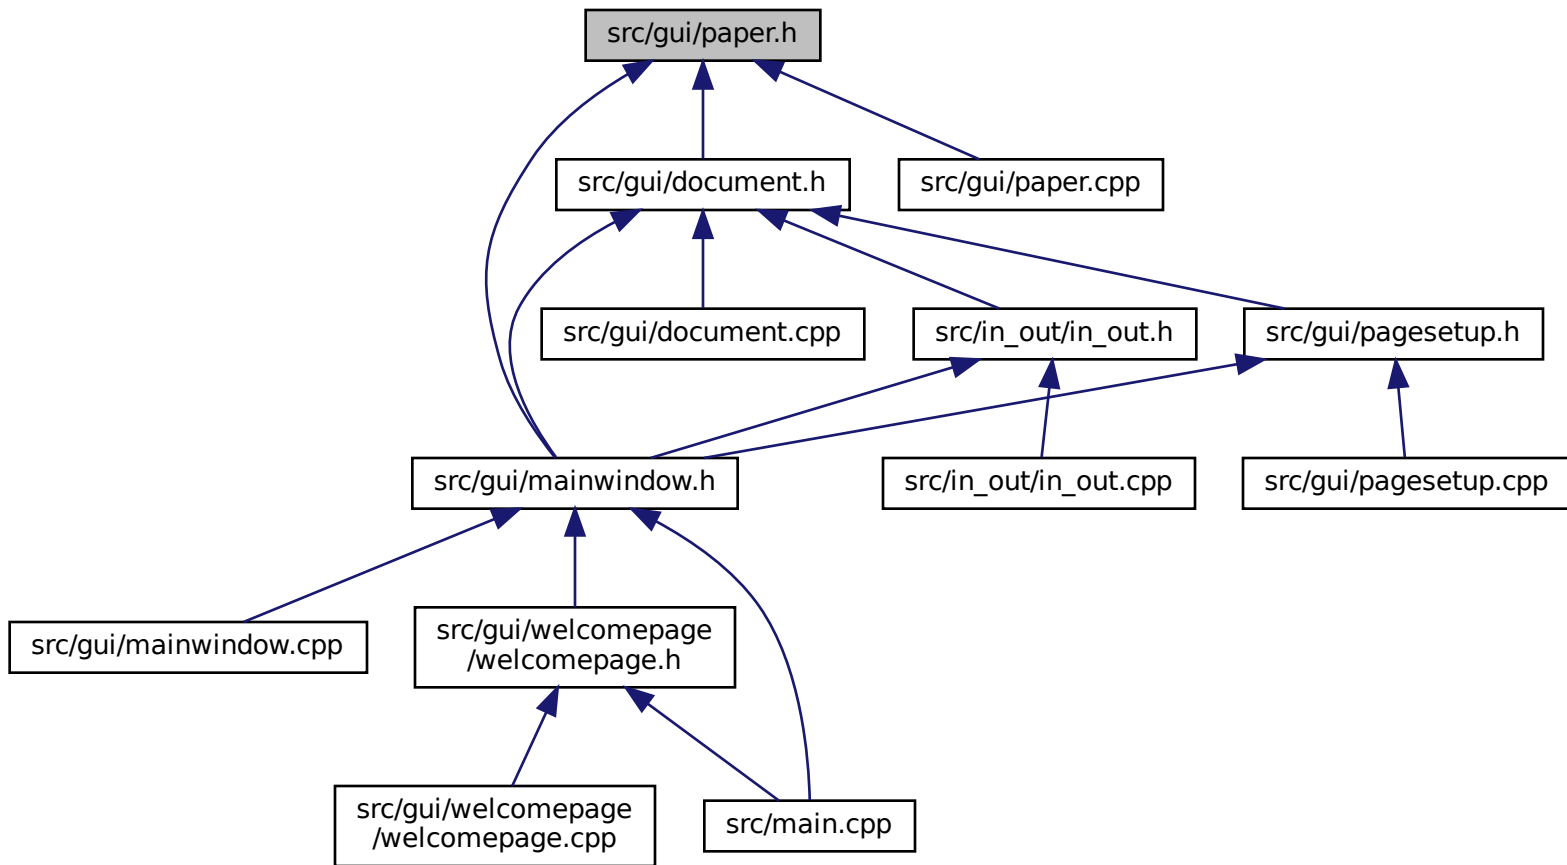 src/gui/paper.h
src/gui/document.h
src/gui/paper.cpp
src/gui/document.cpp
src/in_out/in_out.h
src/gui/pagesetup.h
src/gui/mainwindow.h
src/in_out/in_out.cpp
src/gui/pagesetup.cpp
src/gui/mainwindow.cpp
src/gui/welcomepage
/welcomepage.h
src/gui/welcomepage
/welcomepage.cpp
src/main.cpp